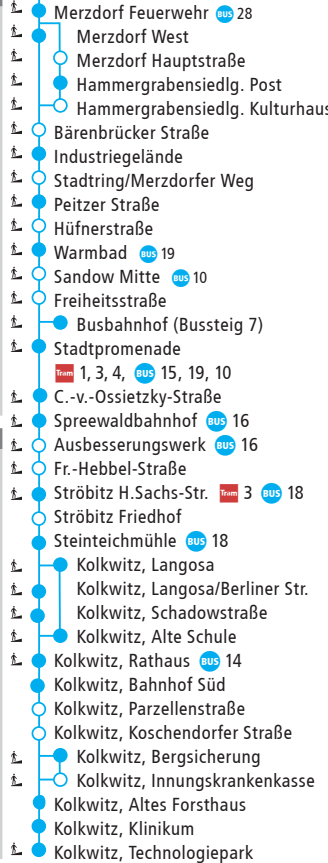 Merzdorf Feuerwehr BUS 28
Merzdorf West
Merzdorf Hauptstraße
Hammergrabensiedlg. Post
Hammergrabensiedlg. Kulturhaus
Bärenbrücker Straße
Industriegelände
Stadtring/Merzdorfer Weg
Peitzer Straße
Hüfnerstraße
Warmbad BUS 19
Sandow Mitte BUS 10
Freiheitsstraße
Busbahnhof (Bussteig 7)
Stadtpromenade
Tram 1, 3, 4, BUS 15, 19, 10
C.-v.-Ossietzky-Straße
Spreewaldbahnhof BUS 16
Ausbesserungswerk BUS 16
Fr.-Hebbel-Straße
Ströbitz H.Sachs-Str. Tram 3 BUS 18
Ströbitz Friedhof
Steinteichmühle BUS 18
Kolkwitz, Langosa
Kolkwitz, Langosa/Berliner Str.
Kolkwitz, Schadowstraße
Kolkwitz, Alte Schule
Kolkwitz, Rathaus BUS 14
Kolkwitz, Bahnhof Süd
Kolkwitz, Parzellenstraße
Kolkwitz, Koschendorfer Straße
Kolkwitz, Bergsicherung
Kolkwitz, Innungskrankenkasse
Kolkwitz, Altes Forsthaus
Kolkwitz, Klinikum
Kolkwitz, Technologiepark